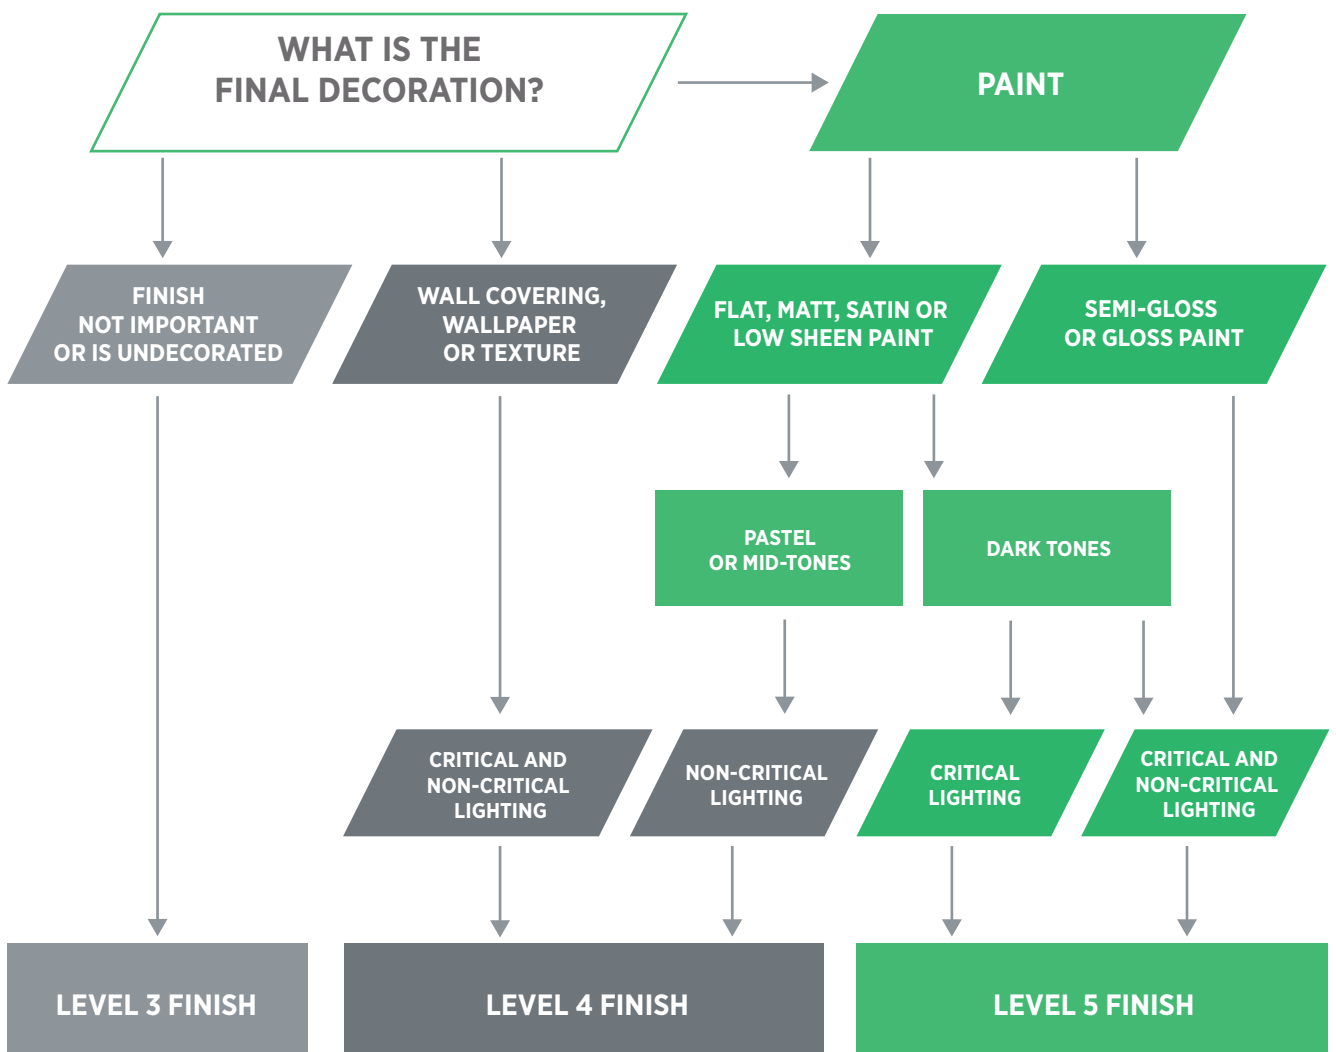 WHAT IS THE
FINAL DECORATION?
PAINT
FINISH
NOT IMPORTANT
OR IS UNDECORATED
WALL COVERING,
WALLPAPER
OR TEXTURE
FLAT, MATT, SATIN OR
LOW SHEEN PAINT
SEMI-GLOSS
OR GLOSS PAINT
PASTEL
OR MID-TONES
DARK TONES
CRITICAL AND
NON-CRITICAL
LIGHTING
NON-CRITICAL
LIGHTING
CRITICAL
LIGHTING
CRITICAL AND
NON-CRITICAL
LIGHTING
LEVEL 3 FINISH
LEVEL 4 FINISH
LEVEL 5 FINISH